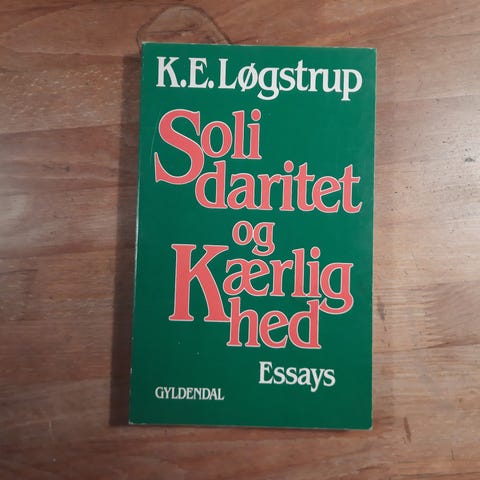 K.E. Løgstrup
Soli
daritet
og
Kærlig
hed
Essays
GYLDENDAL